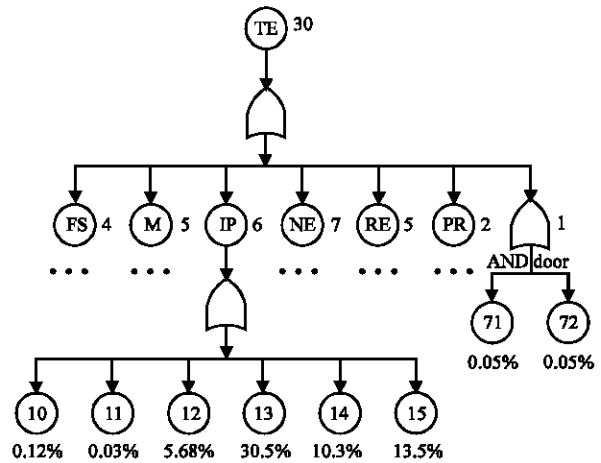 TE 30
FS 4 M 5 IP 6 NE 7 RE 5 PR 2 1
AND door
71 72
0.05% 0.05%
10 11 12 13 14 15
0.12% 0.03% 5.68% 30.5% 10.3% 13.5%